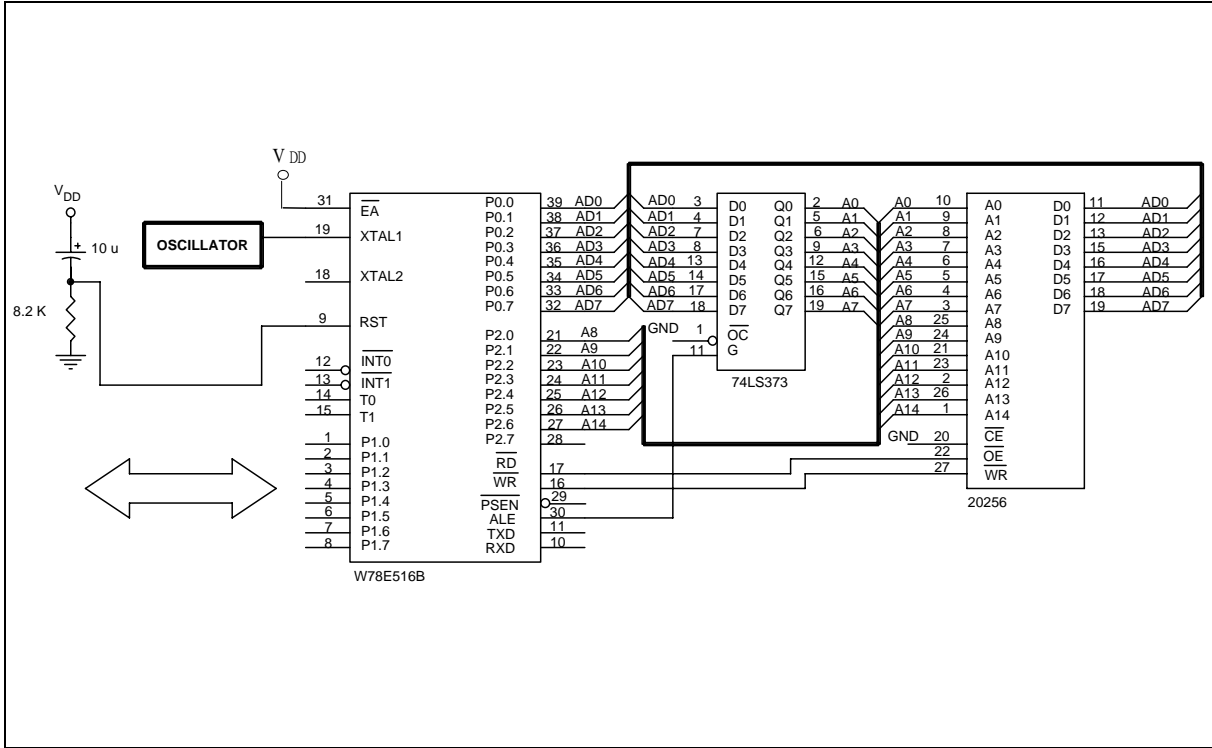 V DD
V DD
10 u
8.2 K
OSCILLATOR
31 EA
19 XTAL1
18 XTAL2
9 RST
12 INT0
13 INT1
14 T0
15 T1
1 P1.0
2 P1.1
3 P1.2
4 P1.3
5 P1.4
6 P1.5
7 P1.6
8 P1.7
P0.0 39 AD0
P0.1 38 AD1
P0.2 37 AD2
P0.3 36 AD3
P0.4 35 AD4
P0.5 34 AD5
P0.6 33 AD6
P0.7 32 AD7
P2.0 21 A8
P2.1 22 A9
P2.2 23 A10
P2.3 24 A11
P2.4 25 A12
P2.5 26 A13
P2.6 27 A14
P2.7 28
RD 17
WR 16
PSEN 29
ALE 30
TXD 11
RXD 10
W78E516B
AD0 3 D0 Q0 2 A0
AD1 4 D1 Q1 5 A1
AD2 7 D2 Q2 6 A2
AD3 8 D3 Q3 9 A3
AD4 13 D4 Q4 12 A4
AD5 14 D5 Q5 15 A5
AD6 17 D6 Q6 16 A6
AD7 18 D7 Q7 19 A7
GND 1 OC
11 G
74LS373
A0 10 A0 D0 11 AD0
A1 9 A1 D1 12 AD1
A2 8 A2 D2 13 AD2
A3 7 A3 D3 15 AD3
A4 6 A4 D4 16 AD4
A5 5 A5 D5 17 AD5
A6 4 A6 D6 18 AD6
A7 3 A7 D7 19 AD7
A8 25 A8
A9 24 A9
A10 21 A10
A11 23 A11
A12 2 A12
A13 26 A13
A14 1 A14
GND 20 CE
22 OE
27 WR
20256